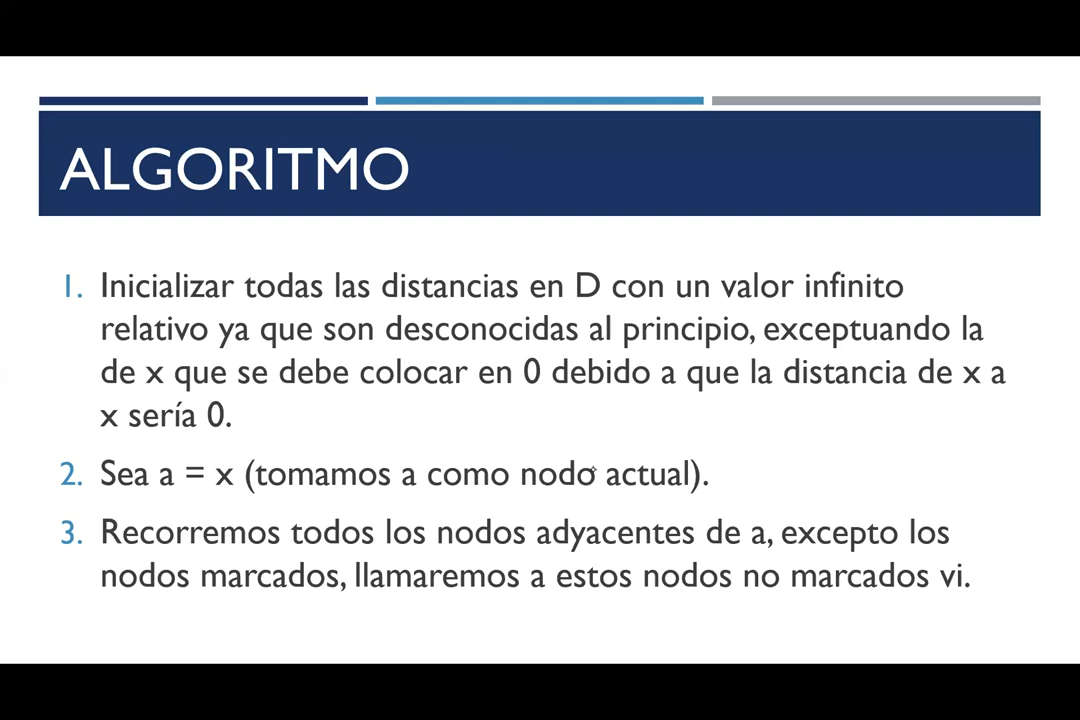 ALGORITMO
1. Inicializar todas las distancias en D con un valor infinito
relativo ya que son desconocidas al principio, exceptuando la
de x que se debe colocar en 0 debido a que la distancia de x a
x sería 0.
2. Sea a = x (tomamos a como nodo actual).
3. Recorremos todos los nodos adyacentes de a, excepto los
nodos marcados, llamaremos a estos nodos no marcados vi.